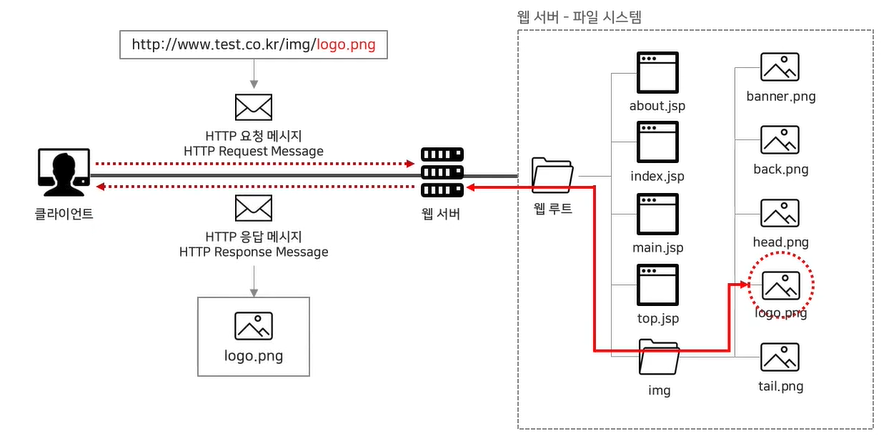 웹 서버 - 파일 시스템
http://www.test.co.kr/img/logo.png
HTTP 요청 메시지
HTTP Request Message
클라이언트
웹 서버
HTTP 응답 메시지
HTTP Response Message
logo.png
웹 루트
about.jsp
index.jsp
main.jsp
top.jsp
img
banner.png
back.png
head.png
logo.png
tail.png